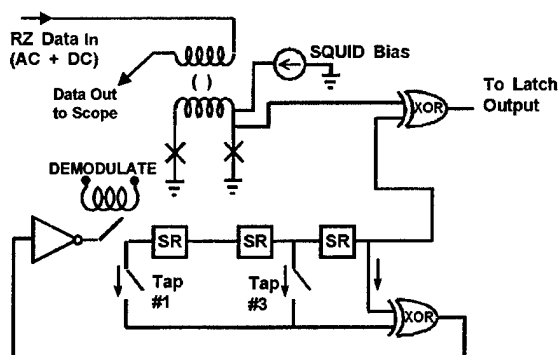 RZ Data In
(AC + DC)
SQUID Bias
Data Out
to Scope
( )
XOR
To Latch
Output
DEMODULATE
SR
SR
SR
Tap
#1
Tap
#3
XOR